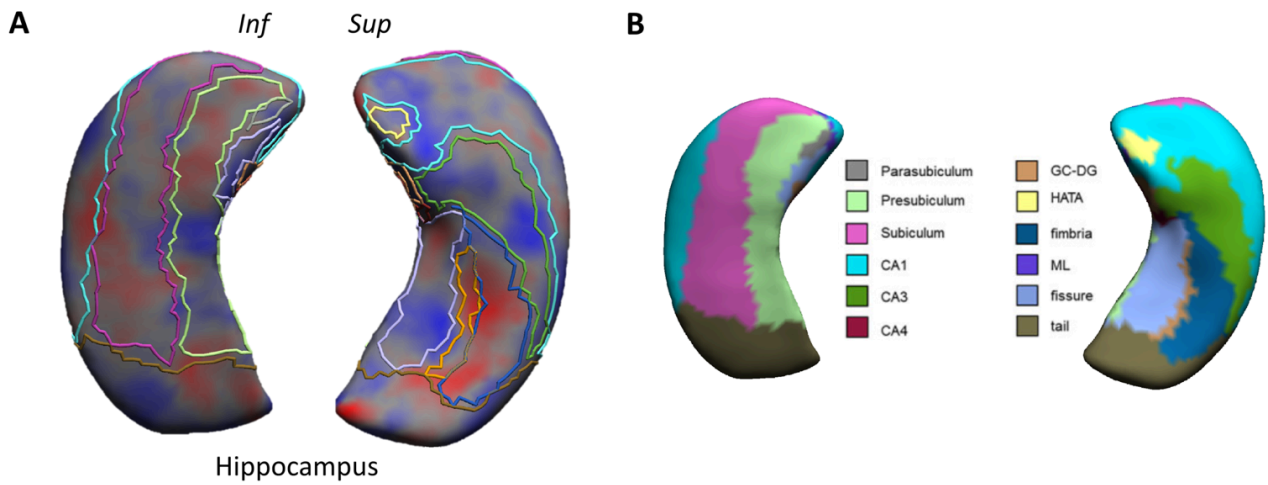 A
Inf
Sup
B
Parasubiculum
Presubiculum
Subiculum
CA1
CA3
CA4
GC-DG
HATA
fimbria
ML
fissure
tail
Hippocampus